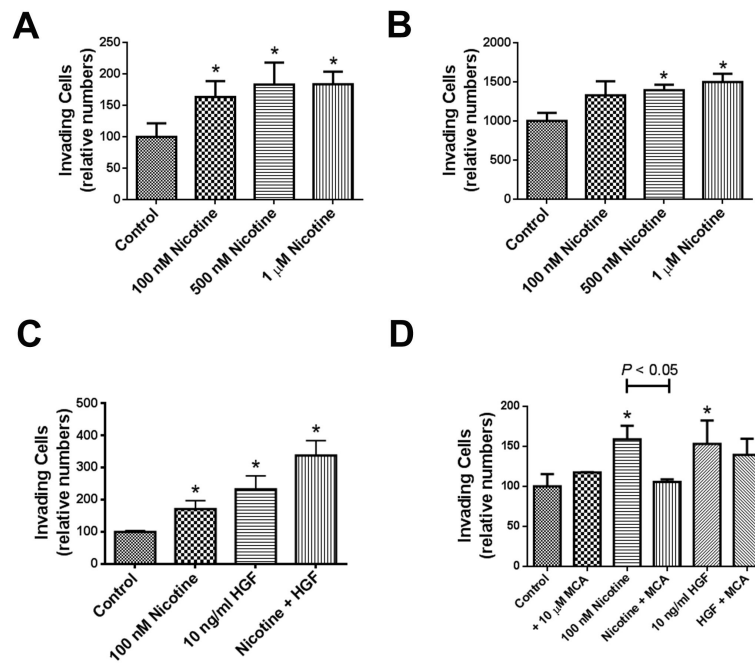 A
Invading Cells
(relative numbers)
250
200
150
100
50
0
*
*
*
Control
100 nM Nicotine
500 nM Nicotine
1 μM Nicotine
B
Invading Cells
(relative numbers)
2000
1500
1000
500
0
*
*
Control
100 nM Nicotine
500 nM Nicotine
1 μM Nicotine
C
Invading Cells
(relative numbers)
500
400
300
200
100
0
*
*
*
Control
100 nM Nicotine
10 ng/ml HGF
Nicotine + HGF
D
P < 0.05
Invading Cells
(relative numbers)
200
150
100
50
0
*
*
Control
+ 10 μM MCA
100 nM Nicotine
Nicotine + MCA
10 ng/ml HGF
HGF + MCA